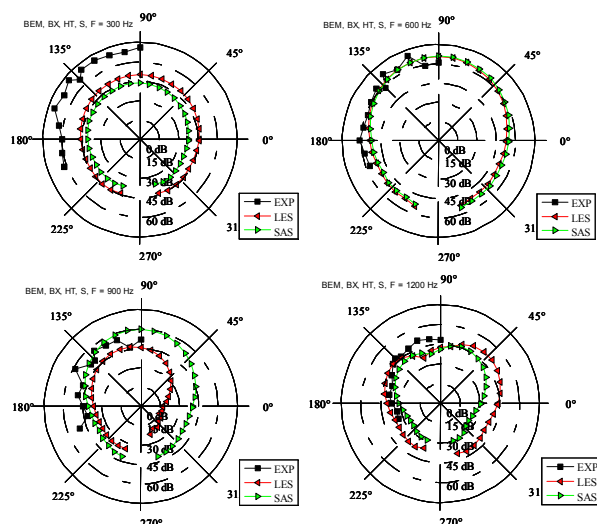 BEM, BX, HT, S, F = 300 Hz
90°
135°
45°
180°
0°
0 dB
15 dB
30 dB
45 dB
60 dB
225°
31
270°
EXP
LES
SAS
BEM, BX, HT, S, F = 600 Hz
90°
135°
45°
180°
0°
0 dB
15 dB
30 dB
45 dB
60 dB
225°
31
270°
EXP
LES
SAS
BEM, BX, HT, S, F = 900 Hz
90°
135°
45°
180°
0°
0 dB
15 dB
30 dB
45 dB
60 dB
225°
31
270°
EXP
LES
SAS
BEM, BX, HT, S, F = 1200 Hz
90°
135°
45°
180°
0°
0 dB
15 dB
30 dB
45 dB
60 dB
225°
31
270°
EXP
LES
SAS